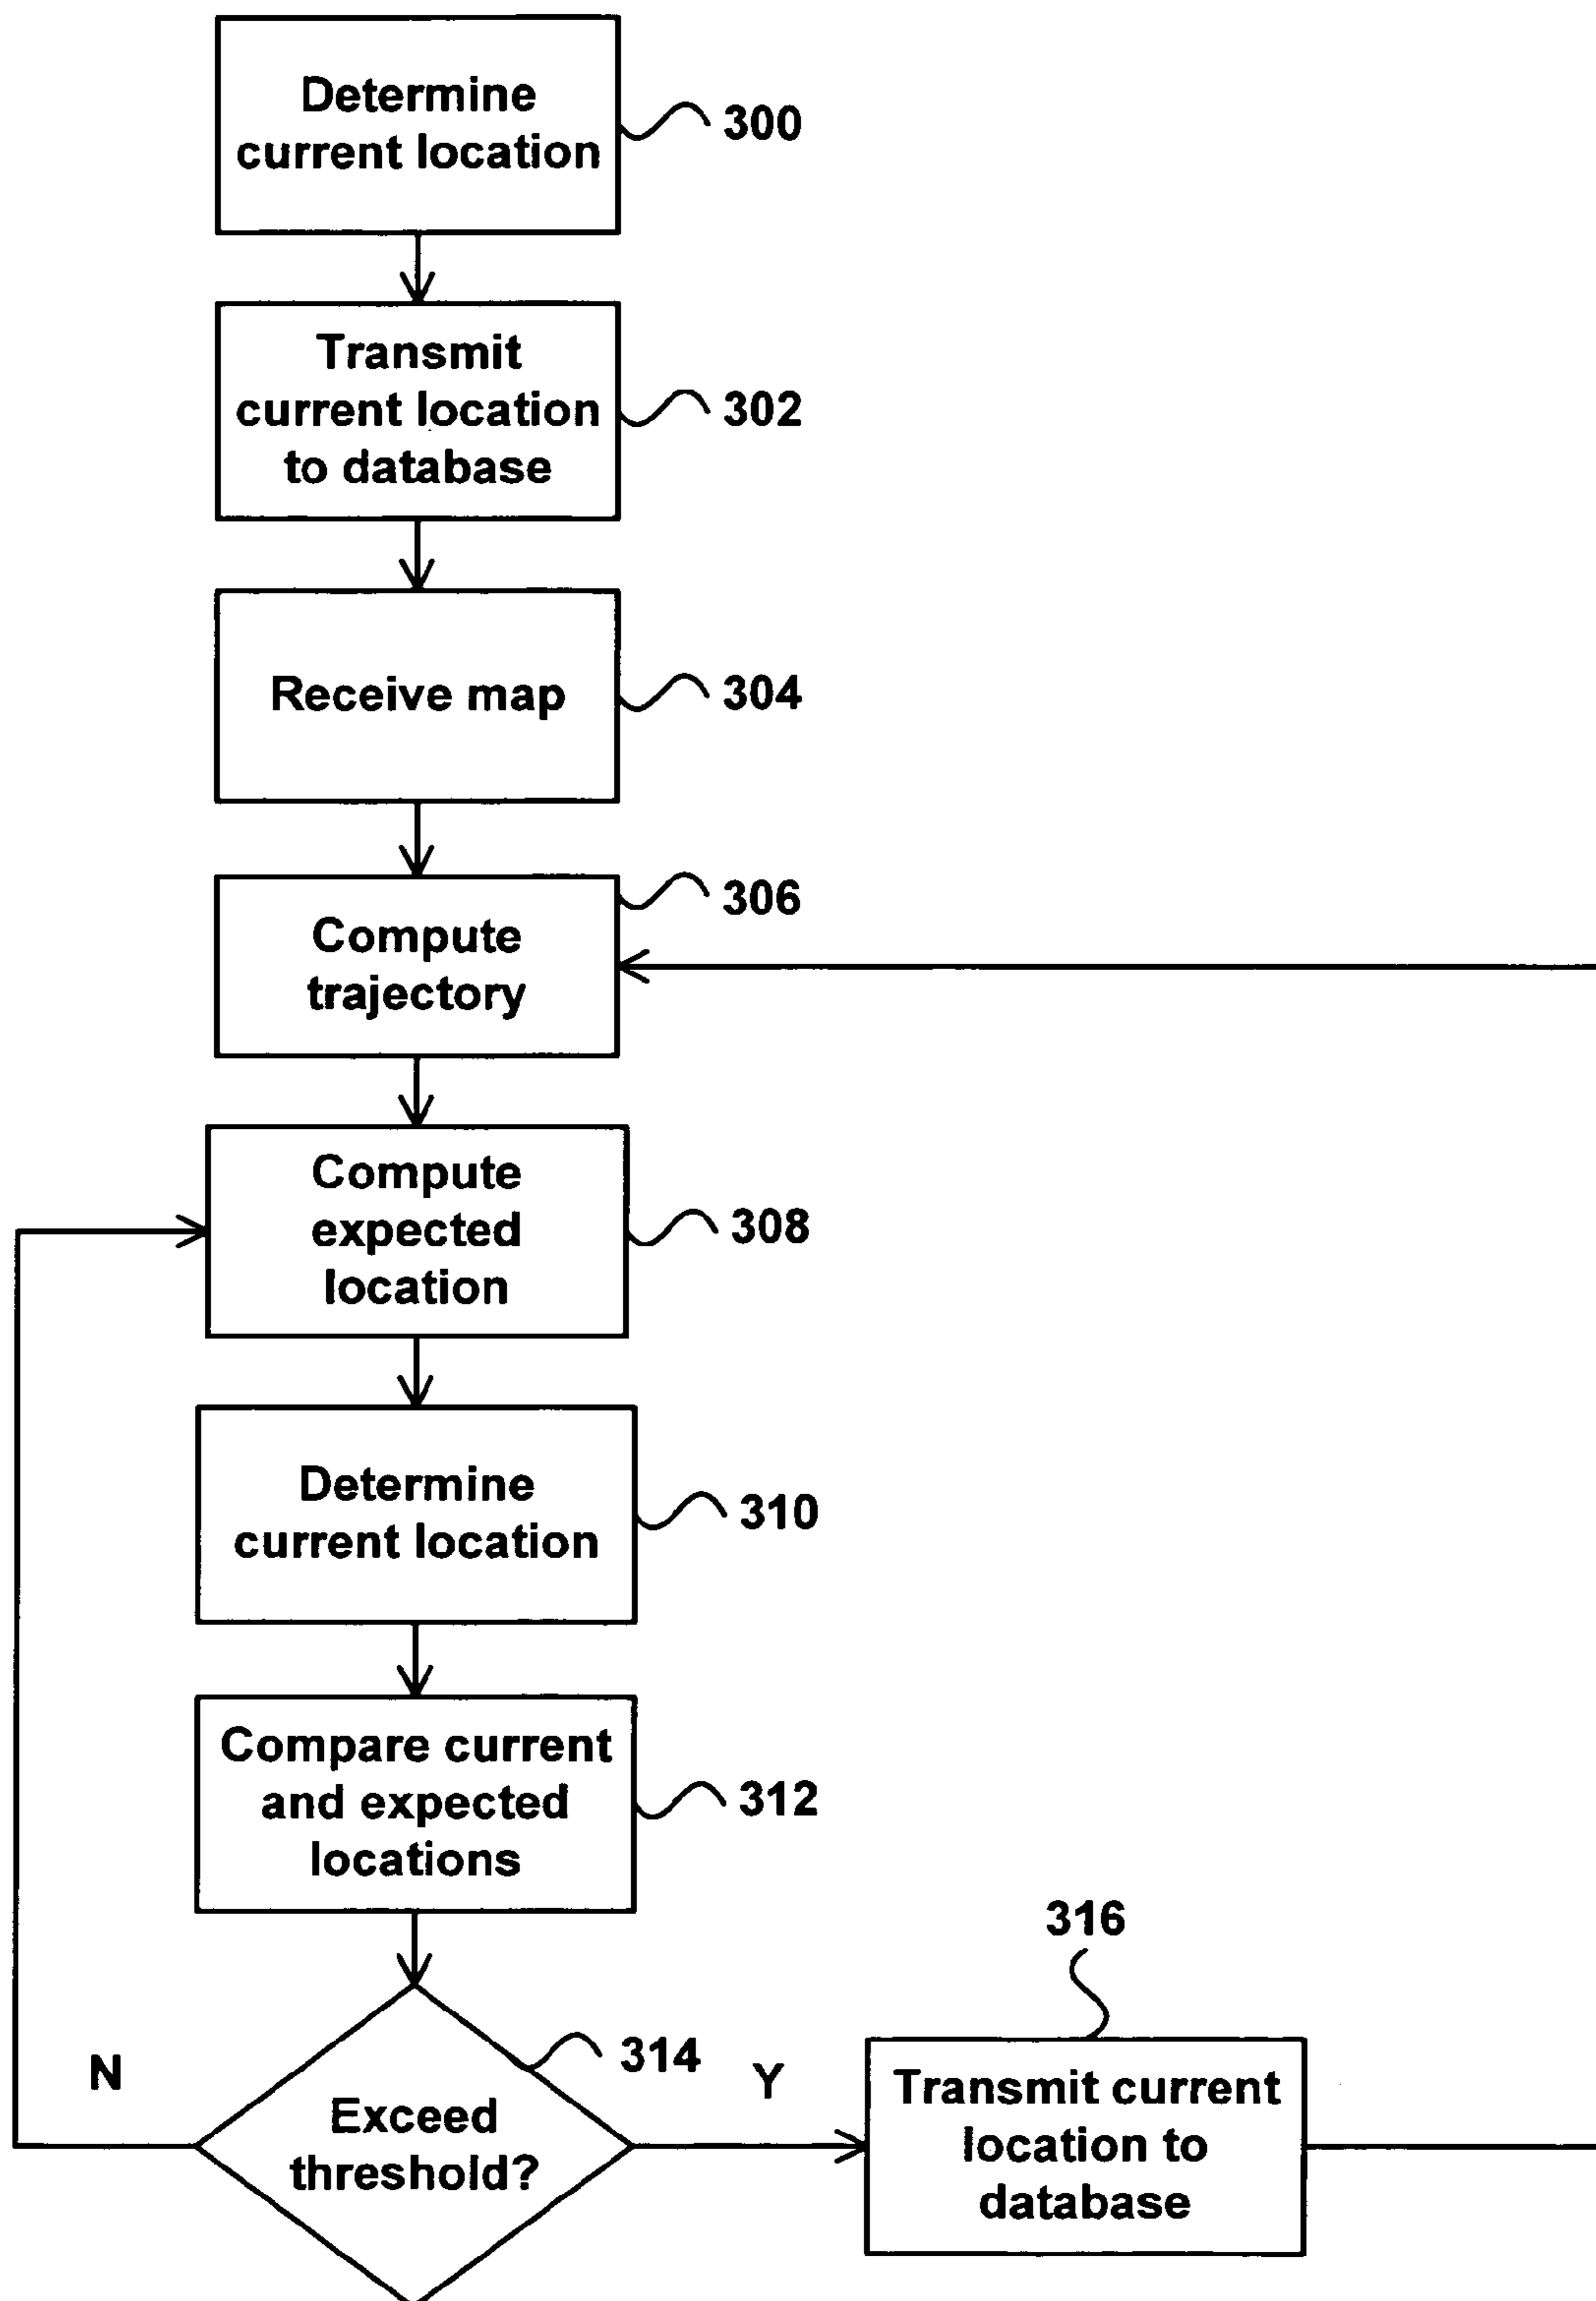 Determine
current location
300
Transmit
current location
to database
302
Receive map
304
306
Compute
trajectory
Compute
expected
location
308
Determine
current location
310
Compare current
and expected
locations
312
316
314
N
Y
Exceed
threshold?
Transmit current
location to
database